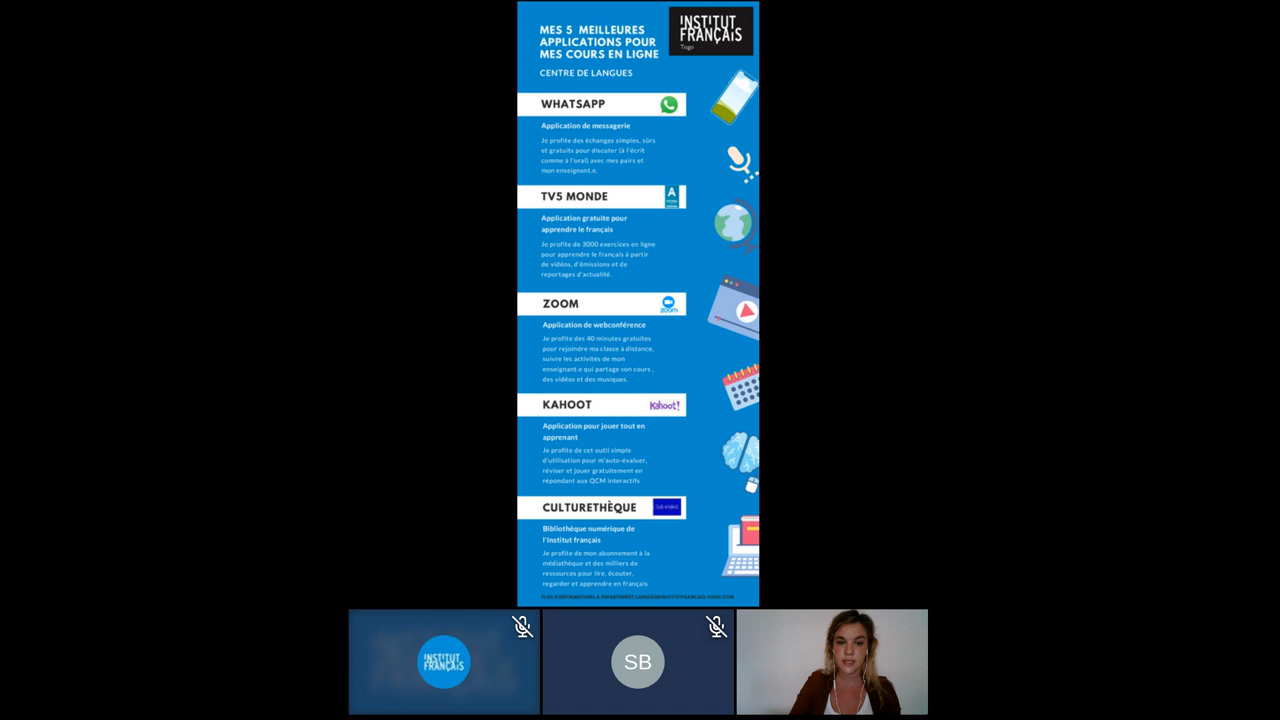 MES 5 MEILLEURES
APPLICATIONS POUR
MES COURS EN LIGNE
CENTRE DE LANGUES
INSTITUT
FRANÇAIS
Togo
WHATSAPP
Application de messagerie
Je profite des échanges simples, sûrs
et gratuits pour discuter (à l'écrit
comme à l'oral) avec mes pairs et
mon enseignant.e.
TV5 MONDE
A
Application gratuite pour
apprendre le français
Je profite de 3000 exercices en ligne
pour apprendre le français à partir
de vidéos, d'émissions et de
reportages d'actualité.
ZOOM
zoom
Application de webconférence
Je profite des 40 minutes gratuites
pour rejoindre ma classe à distance,
suivre les activités de mon
enseignant.e qui partage son cours ,
des vidéos et des musiques.
KAHOOT
Kahoot!
Application pour jouer tout en
apprenant
Je profite de cet outil simple
d'utilisation pour m'auto-évaluer,
réviser et jouer gratuitement en
répondant aux QCM interactifs
CULTURETHÈQUE
Bibliothèque numérique de
l'Institut français
Je profite de mon abonnement à la
médiathèque et des milliers de
ressources pour lire, écouter,
regarder et apprendre en français
PLUS D'INFORMATIONS À DEPARTEMENT.LANGUES@INSTITUTFRANCAIS-TOGO.COM
INSTITUT
FRANÇAIS
SB